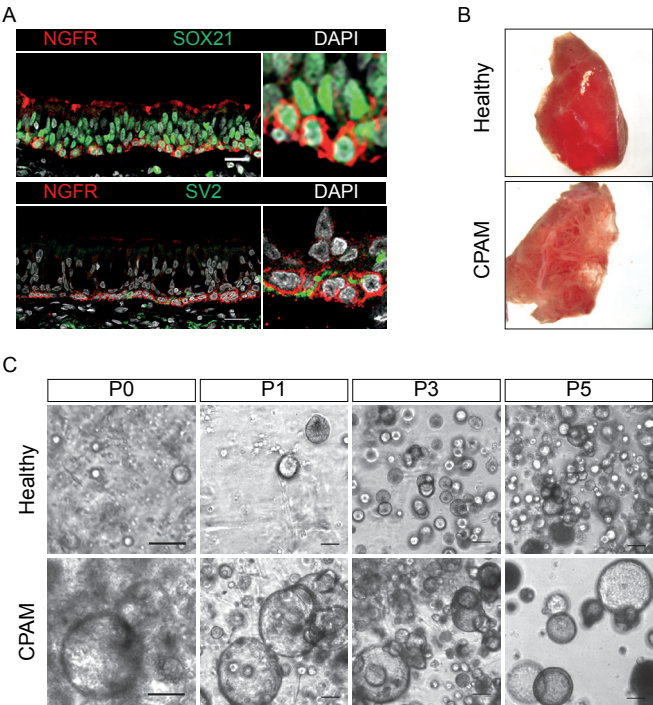 A
NGFR SOX21 DAPI
NGFR SV2 DAPI
B
Healthy
CPAM
C
P0 P1 P3 P5
Healthy
CPAM